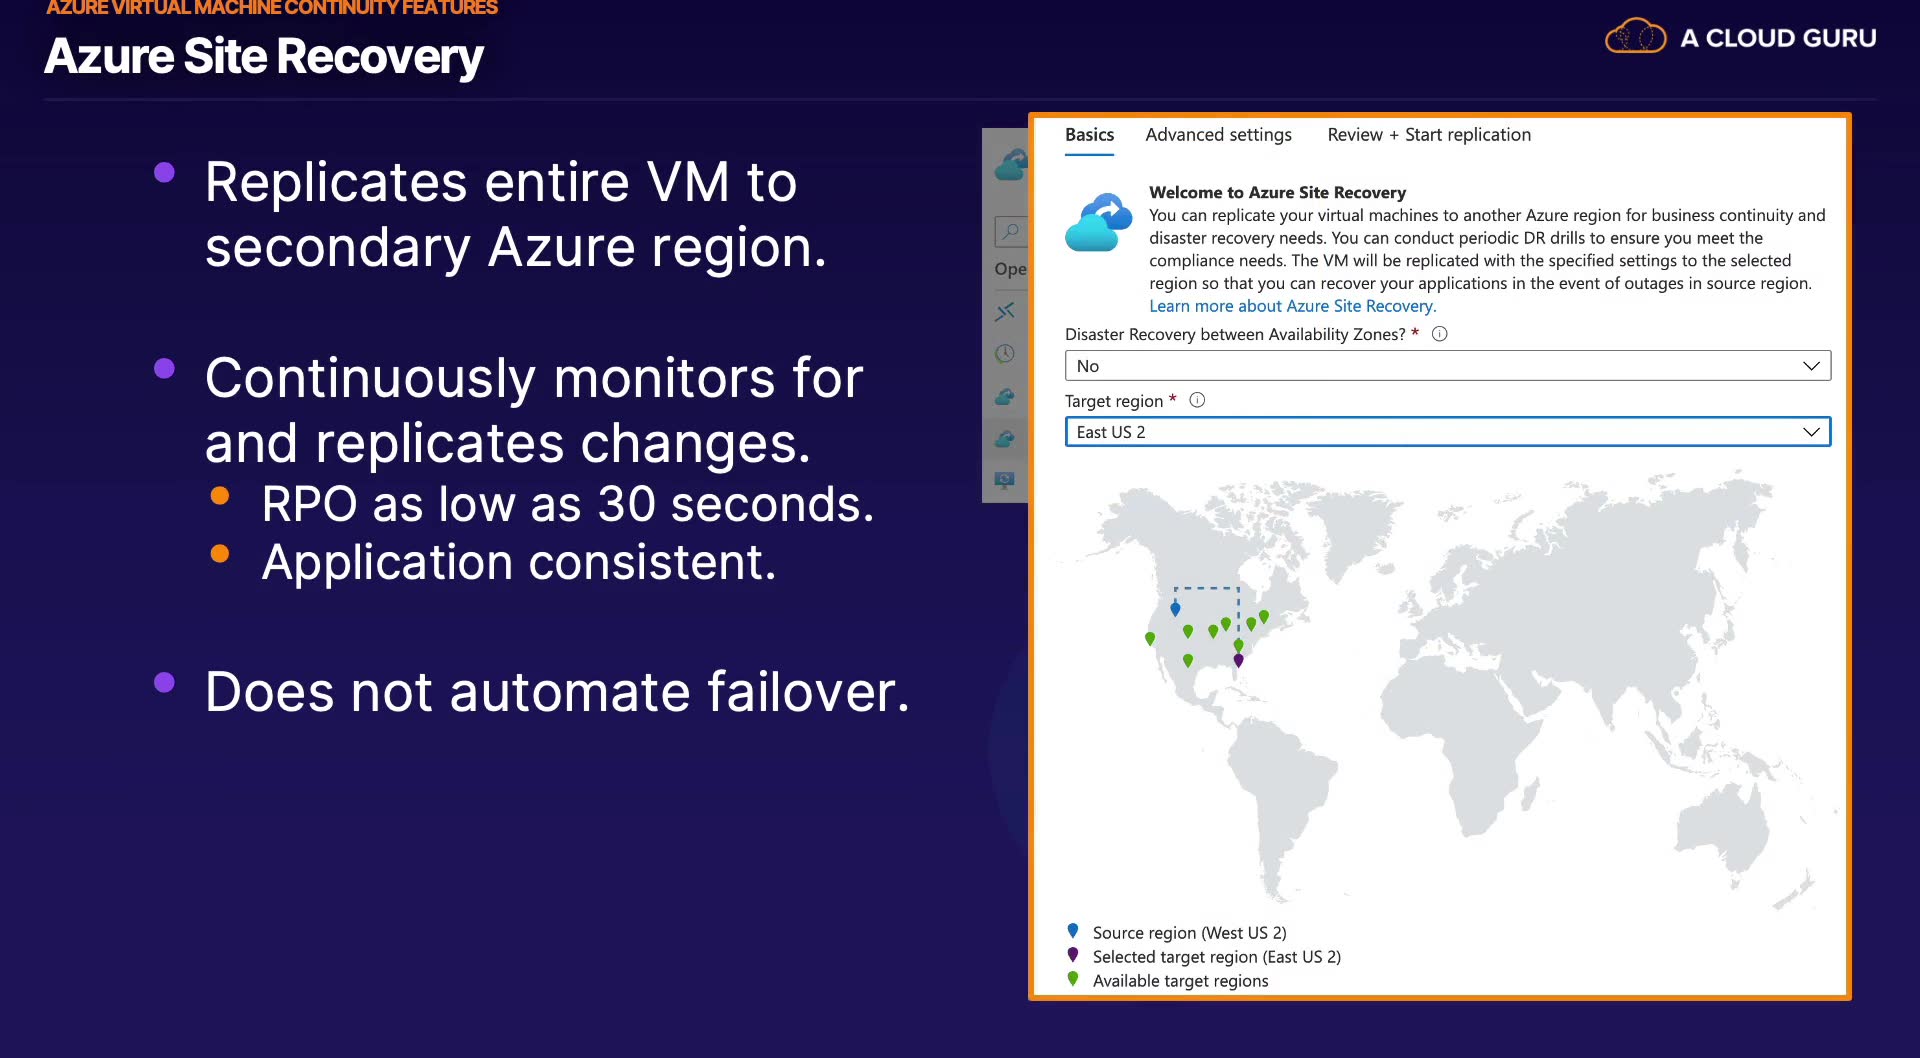 AZURE VIRTUAL MACHINE CONTINUITY FEATURES
Azure Site Recovery
A CLOUD GURU
Replicates entire VM to
secondary Azure region.
Continuously monitors for
and replicates changes.
RPO as low as 30 seconds.
Application consistent.
Does not automate failover.
Ope
Basics Advanced settings Review + Start replication
Welcome to Azure Site Recovery
You can replicate your virtual machines to another Azure region for business continuity and
disaster recovery needs. You can conduct periodic DR drills to ensure you meet the
compliance needs. The VM will be replicated with the specified settings to the selected
region so that you can recover your applications in the event of outages in source region.
Learn more about Azure Site Recovery.
Disaster Recovery between Availability Zones? *
No
Target region *
East US 2
Source region (West US 2)
Selected target region (East US 2)
Available target regions